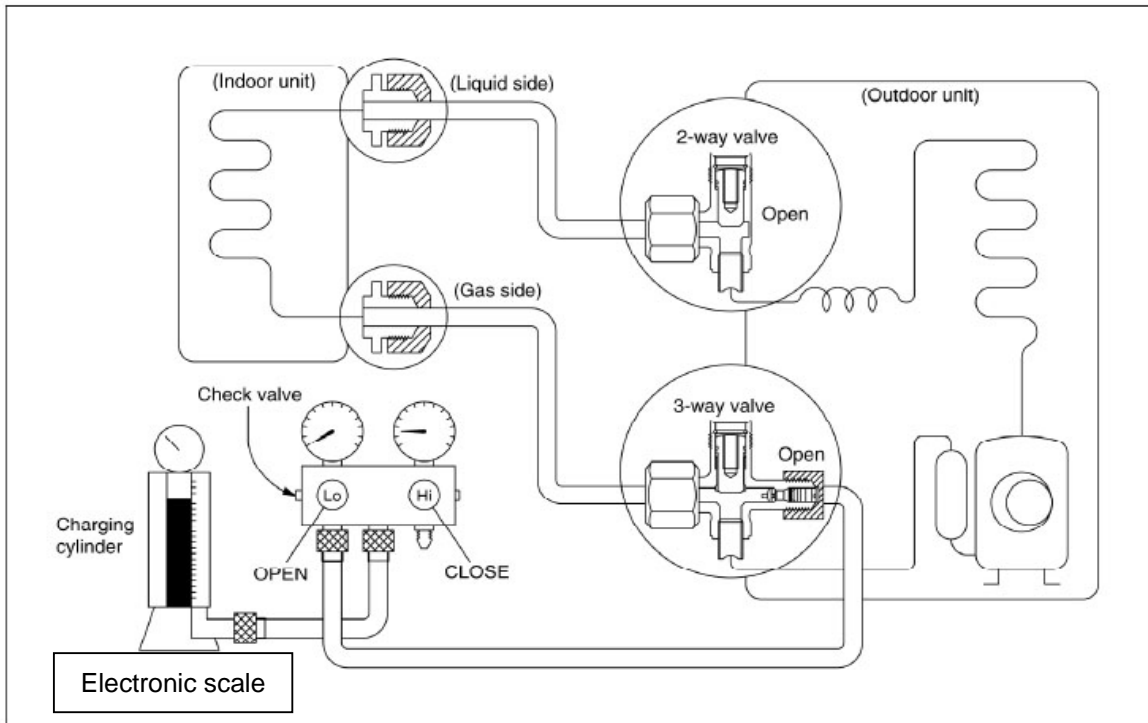 (Indoor unit)
(Liquid side)
(Outdoor unit)
2-way valve
Open
(Gas side)
Check valve
3-way valve
Open
Lo
Hi
Charging
cylinder
OPEN
CLOSE
Electronic scale